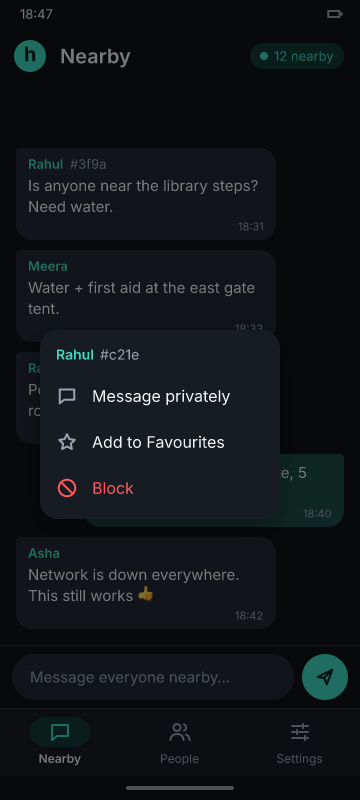 18:47
h
Nearby
12 nearby
Rahul #3f9a
Is anyone near the library steps?
Need water.
18:31
Meera
Water + first aid at the east gate
tent.
18:33
Rahul #c21e
Message privately
Add to Favourites
Block
5
18:40
Asha
Network is down everywhere.
This still works 👍
18:42
Message everyone nearby...
Nearby
People
Settings